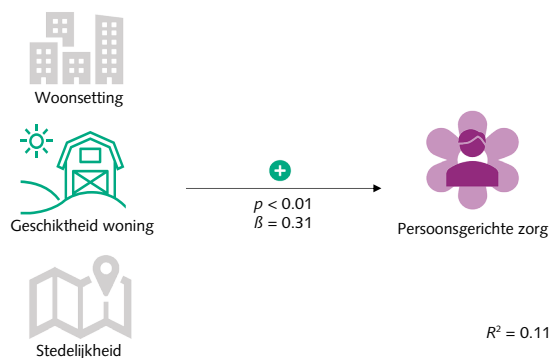 Woonsetting
Geschiktheid woning
p < 0.01
ß = 0.31
Persoonsgerichte zorg
Stedelijkheid
R² = 0.11